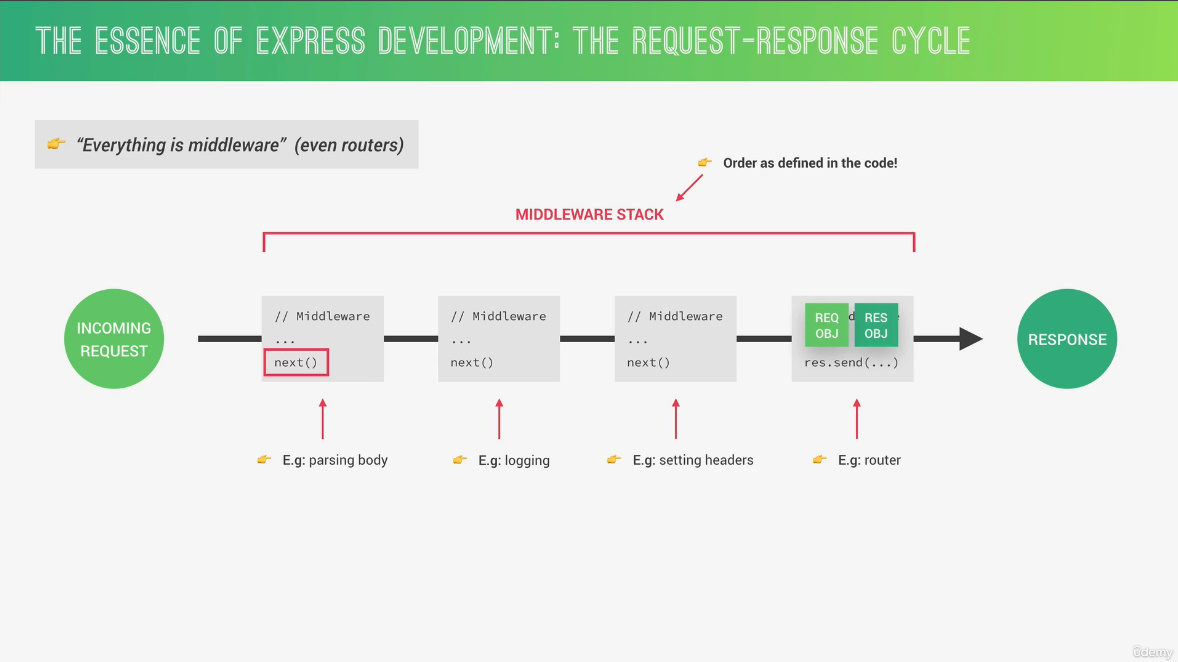 THE ESSENCE OF EXPRESS DEVELOPMENT: THE REQUEST-RESPONSE CYCLE
👉 “Everything is middleware” (even routers)
👉 Order as defined in the code!
MIDDLEWARE STACK
INCOMING
REQUEST
// Middleware
...
next()
// Middleware
...
next()
// Middleware
...
next()
REQ
OBJ
RES
OBJ
res.send(...)
RESPONSE
👉 E.g: parsing body
👉 E.g: logging
👉 E.g: setting headers
👉 E.g: router
ûdemy